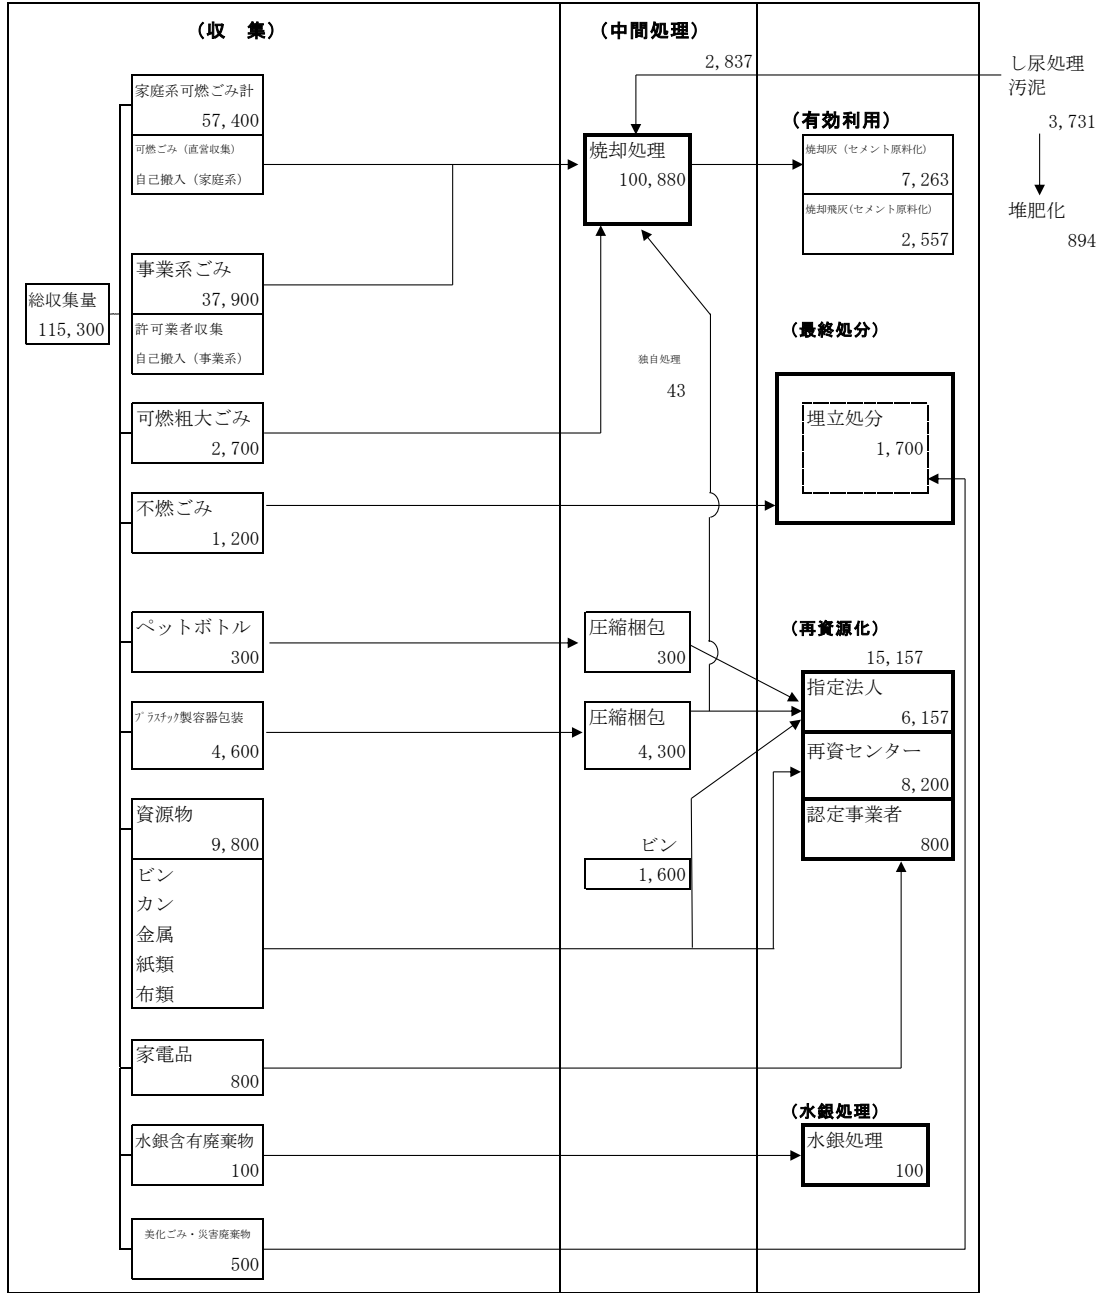 (収　集)
(中間処理)
2,837
し尿処理
汚泥
3,731
堆肥化
894
総収集量
115,300
家庭系可燃ごみ計
57,400
可燃ごみ（直営収集）
自己搬入（家庭系）
事業系ごみ
37,900
許可業者収集
自己搬入（事業系）
可燃粗大ごみ
2,700
不燃ごみ
1,200
ペットボトル
300
プラスチック製容器包装
4,600
資源物
9,800
ビン
カン
金属
紙類
布類
家電品
800
水銀含有廃棄物
100
美化ごみ・災害廃棄物
500
焼却処理
100,880
独自処理
43
圧縮梱包
300
圧縮梱包
4,300
ビン
1,600
(有効利用)
焼却灰（セメント原料化）
7,263
焼却飛灰(セメント原料化)
2,557
(最終処分)
埋立処分
1,700
(再資源化)
15,157
指定法人
6,157
再資センター
8,200
認定事業者
800
(水銀処理)
水銀処理
100